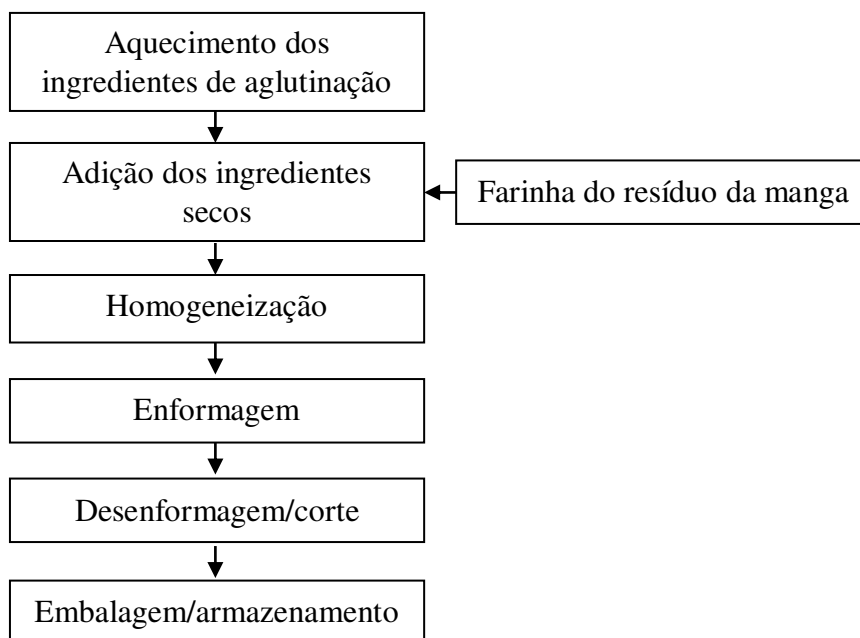 Aquecimento dos
ingredientes de aglutinação
Adição dos ingredientes
secos
Farinha do resíduo da manga
Homogeneização
Enformagem
Desenformagem/corte
Embalagem/armazenamento